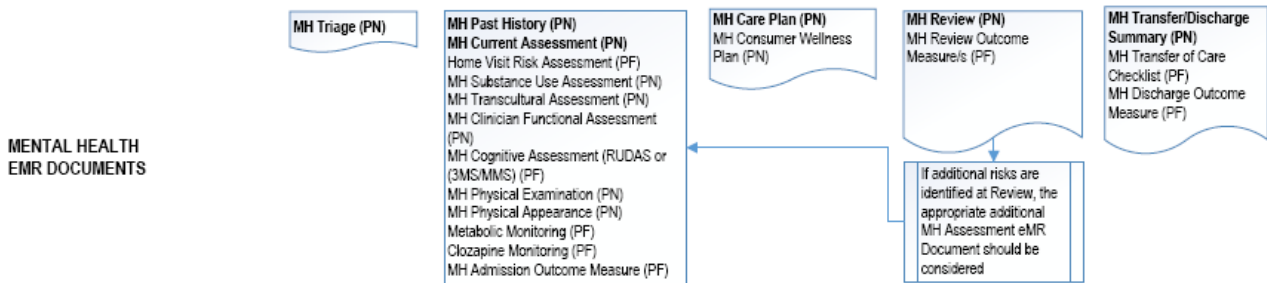 MENTAL HEALTH
EMR DOCUMENTS
MH Triage (PN)
MH Past History (PN)
MH Current Assessment (PN)
Home Visit Risk Assessment (PF)
MH Substance Use Assessment (PN)
MH Transcultural Assessment (PN)
MH Clinician Functional Assessment
(PN)
MH Cognitive Assessment (RUDAS or
(3MS/MMS) (PF)
MH Physical Examination (PN)
MH Physical Appearance (PN)
Metabolic Monitoring (PF)
Clozapine Monitoring (PF)
MH Admission Outcome Measure (PF)
MH Care Plan (PN)
MH Consumer Wellness
Plan (PN)
MH Review (PN)
MH Review Outcome
Measure/s (PF)
If additional risks are
identified at Review, the
appropriate additional
MH Assessment eMR
Document should be
considered
MH Transfer/Discharge
Summary (PN)
MH Transfer of Care
Checklist (PF)
MH Discharge Outcome
Measure (PF)